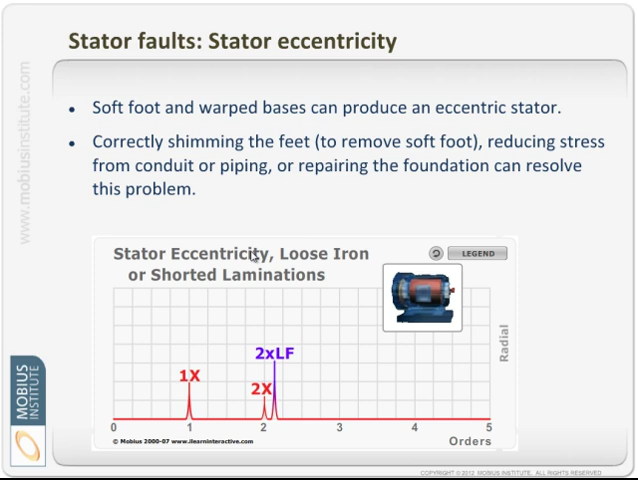 Stator faults: Stator eccentricity
www.mobiusinstitute.com
• Soft foot and warped bases can produce an eccentric stator.
• Correctly shimming the feet (to remove soft foot), reducing stress
from conduit or piping, or repairing the foundation can resolve
this problem.
Stator Eccentricity, Loose Iron
or Shorted Laminations
LEGEND
2xLF
1X
2X
Radial
0 1 2 3 4 5
Orders
© Mobius 2000-07 www.ilearninteractive.com
MOBIUS
INSTITUTE
COPYRIGHT © 2012 MOBIUS INSTITUTE. ALL RIGHTS RESERVED